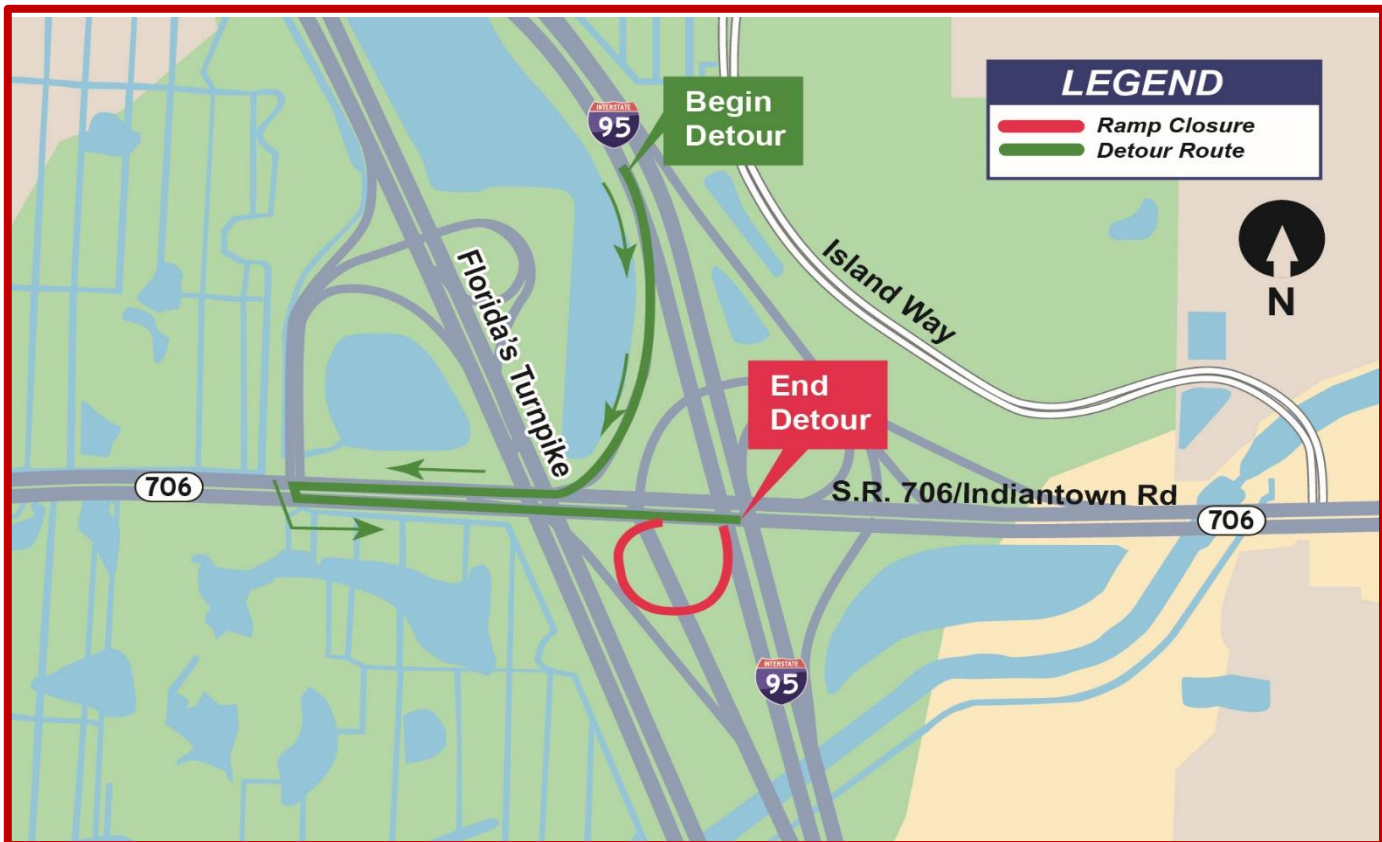 LEGEND
Ramp Closure
Detour Route
Begin
Detour
INTERSTATE
95
Island Way
N
Florida's Turnpike
End
Detour
706
S.R. 706/Indiantown Rd
706
INTERSTATE
95